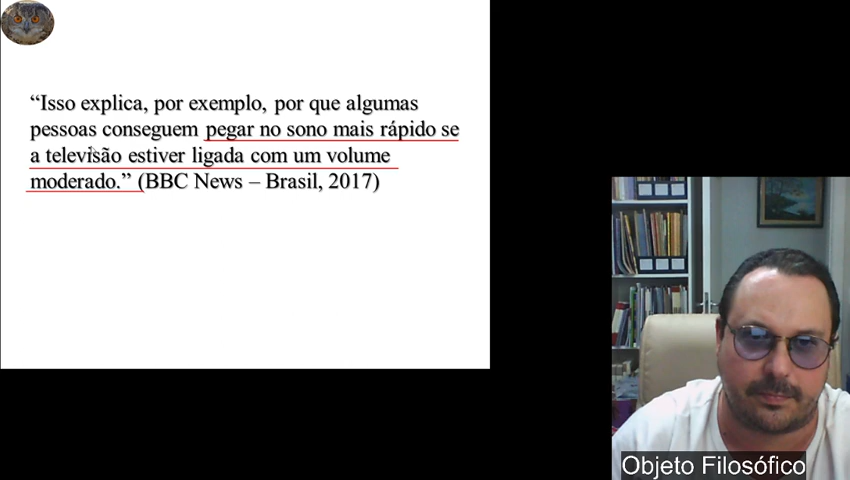 “Isso explica, por exemplo, por que algumas
pessoas conseguem pegar no sono mais rápido se
a televisão estiver ligada com um volume
moderado.” (BBC News – Brasil, 2017)
Objeto Filosófico